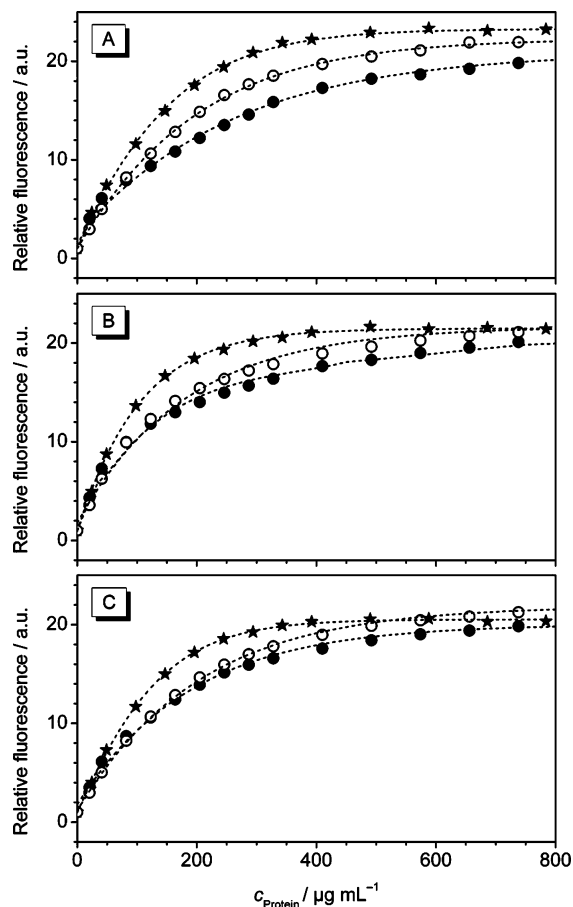 A
Relative fluorescence / a.u.
20
10
0
B
Relative fluorescence / a.u.
20
10
0
C
Relative fluorescence / a.u.
20
10
0
0 200 400 600 800
cProtein / µg mL⁻¹